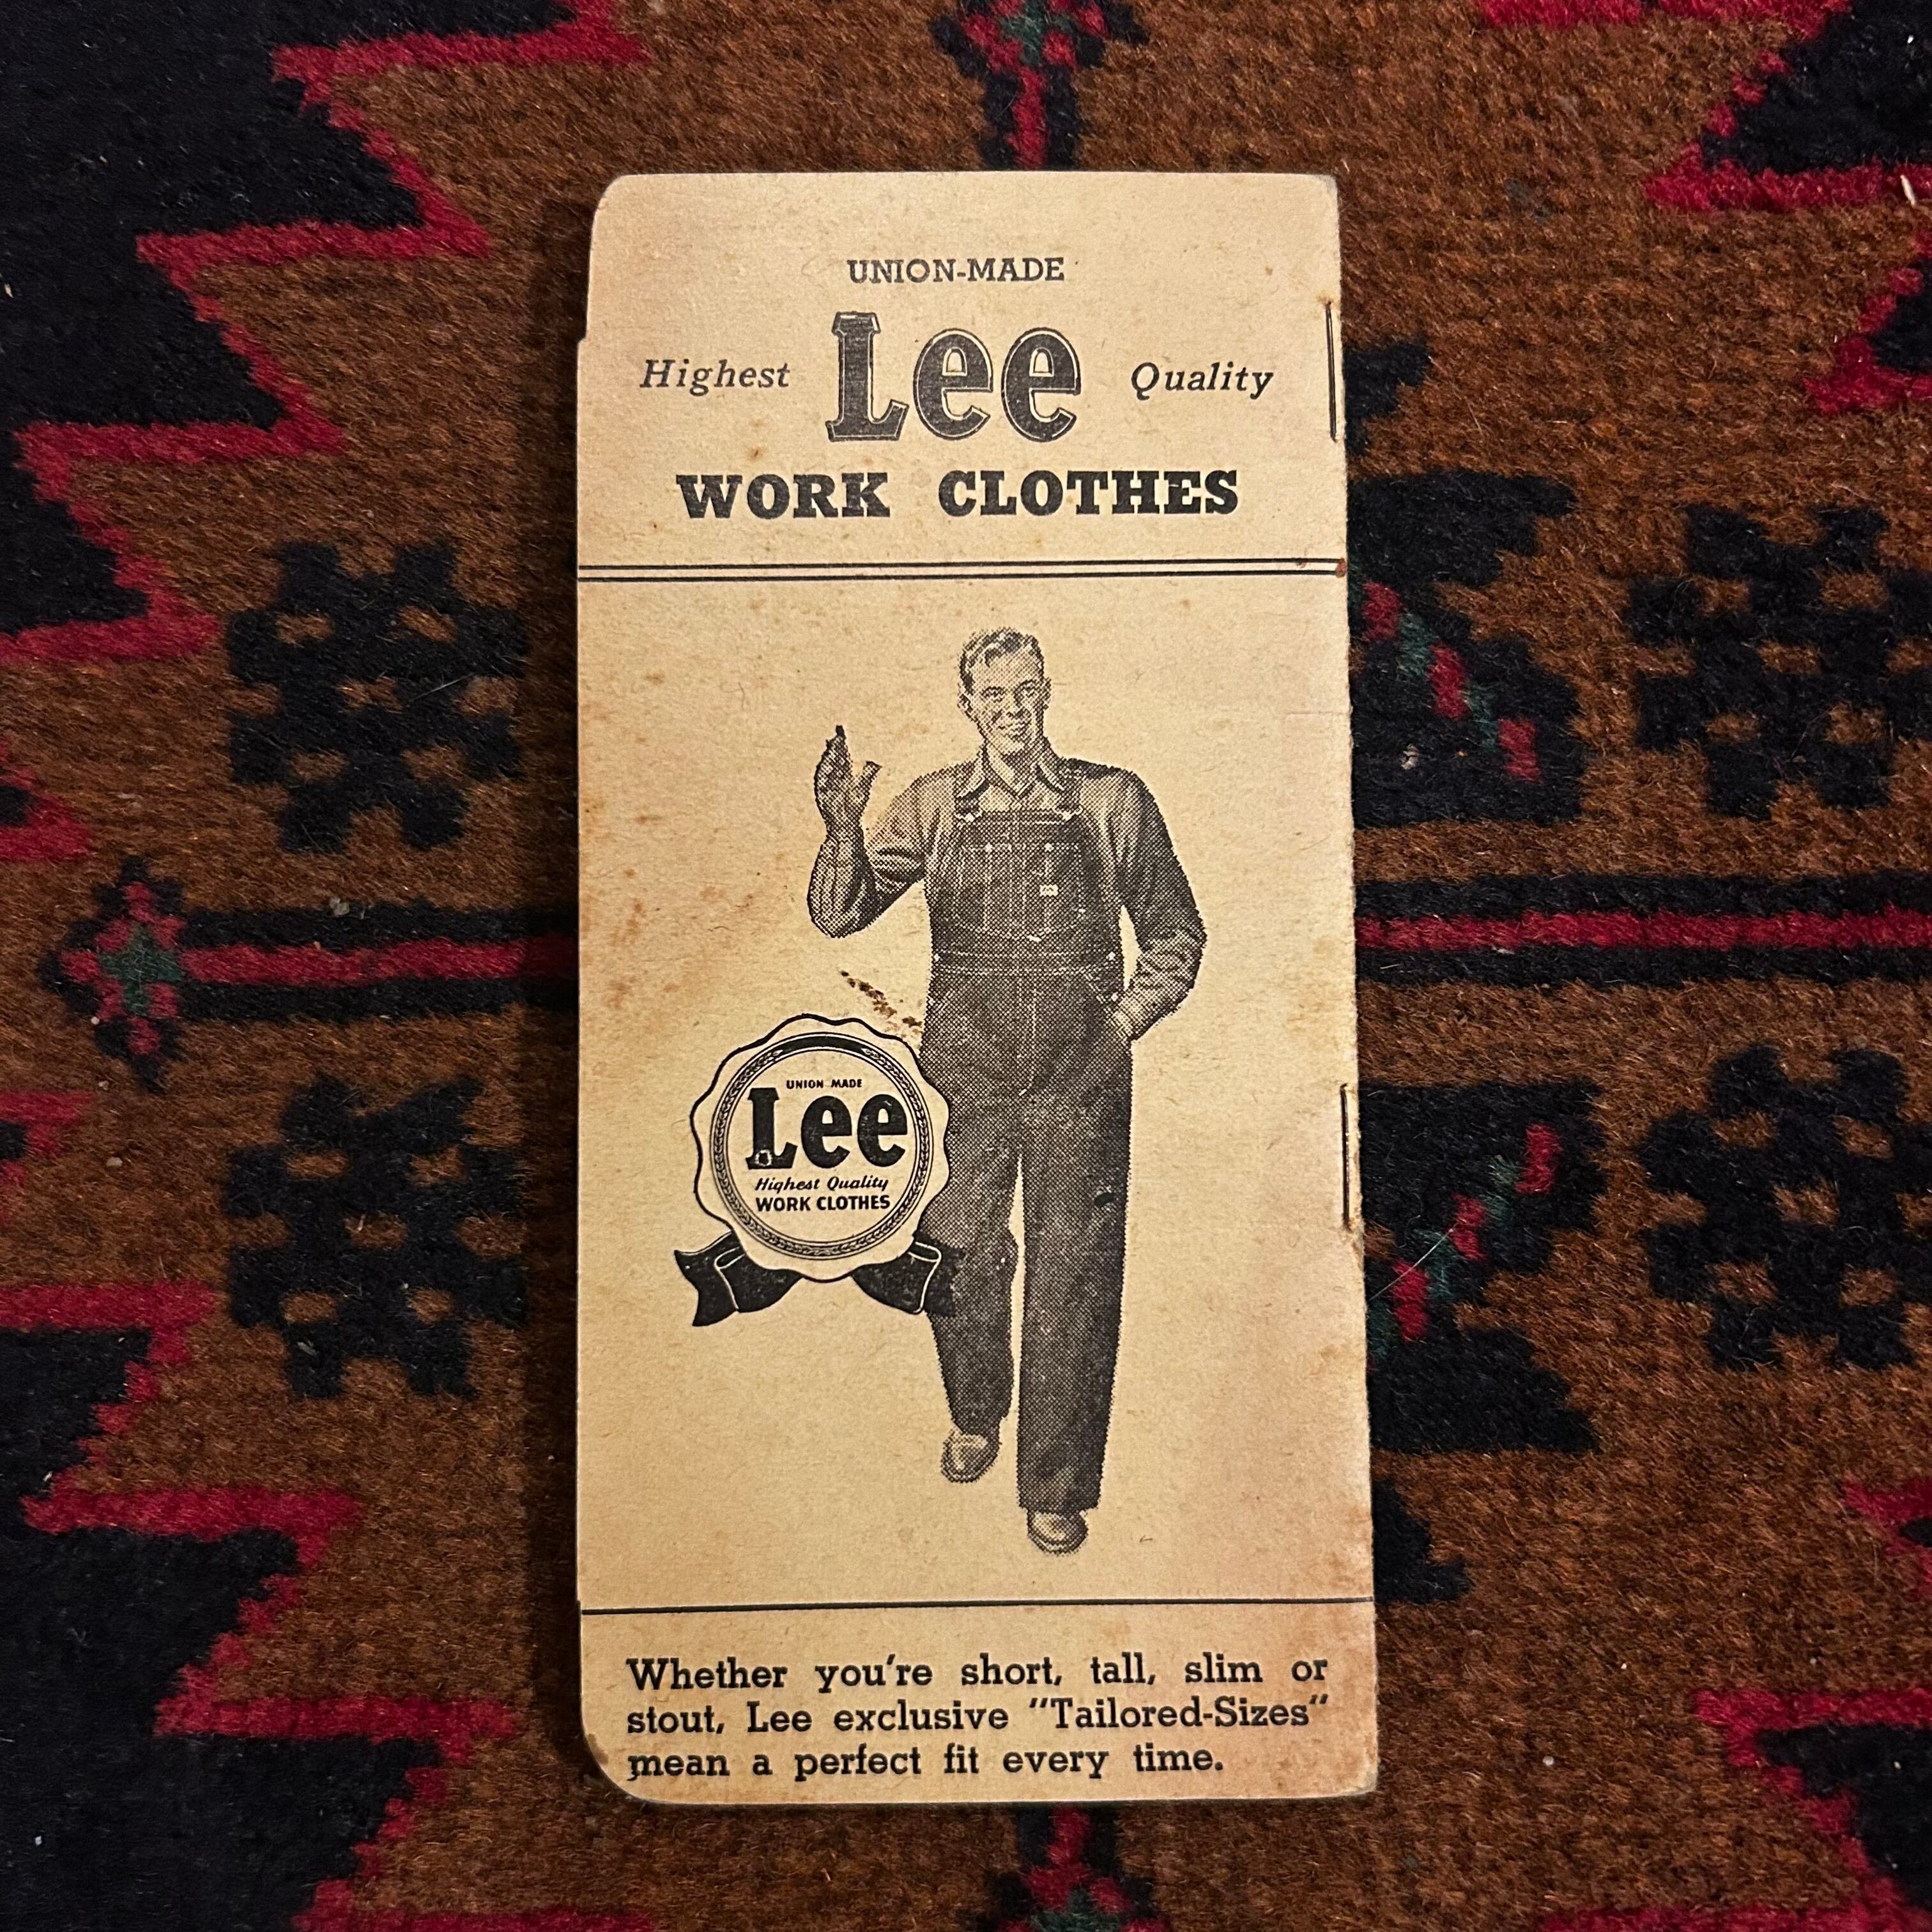 UNION-MADE
Highest Lee Quality
WORK CLOTHES
UNION MADE
Lee
Highest Quality
WORK CLOTHES
Whether you're short, tall, slim or
stout, Lee exclusive "Tailored-Sizes"
mean a perfect fit every time.